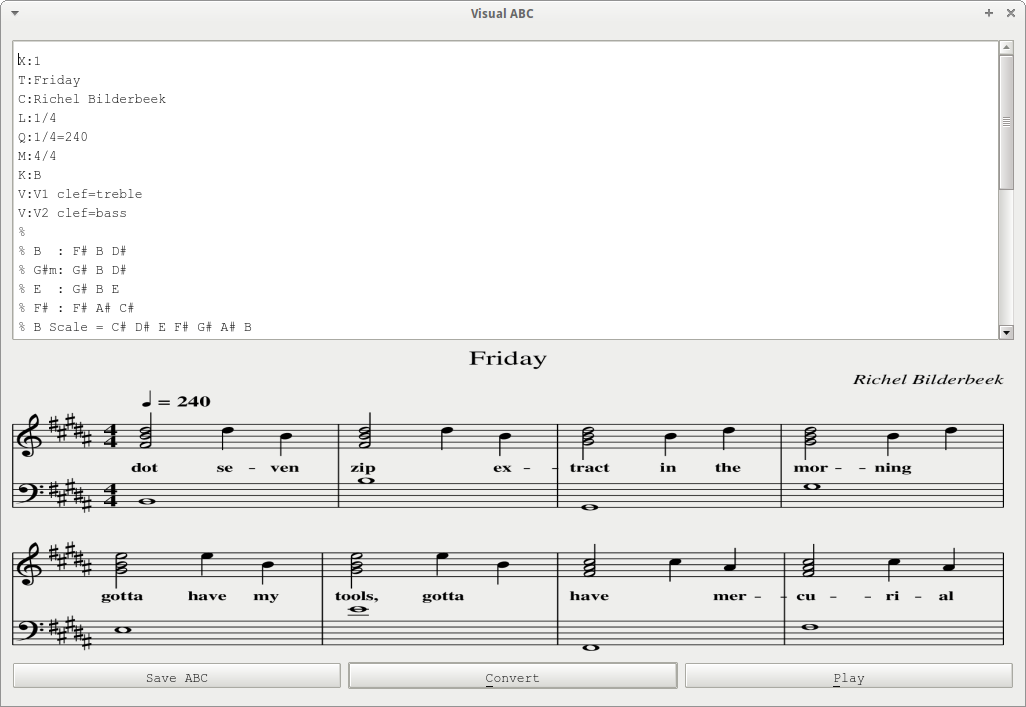 Visual ABC
X:1
T:Friday
C:Richel Bilderbeek
L:1/4
Q:1/4=240
M:4/4
K:B
V:V1 clef=treble
V:V2 clef=bass
%
% B  : F# B D#
% G#m: G# B D#
% E  : G# B E
% F# : F# A# C#
% B Scale = C# D# E F# G# A# B
Friday
Richel Bilderbeek
= 240
4 4
dot se - ven zip ex - tract in the mor - ning
4 4
gotta have my tools, gotta have mer - cu - ri - al
Save ABC Convert Play